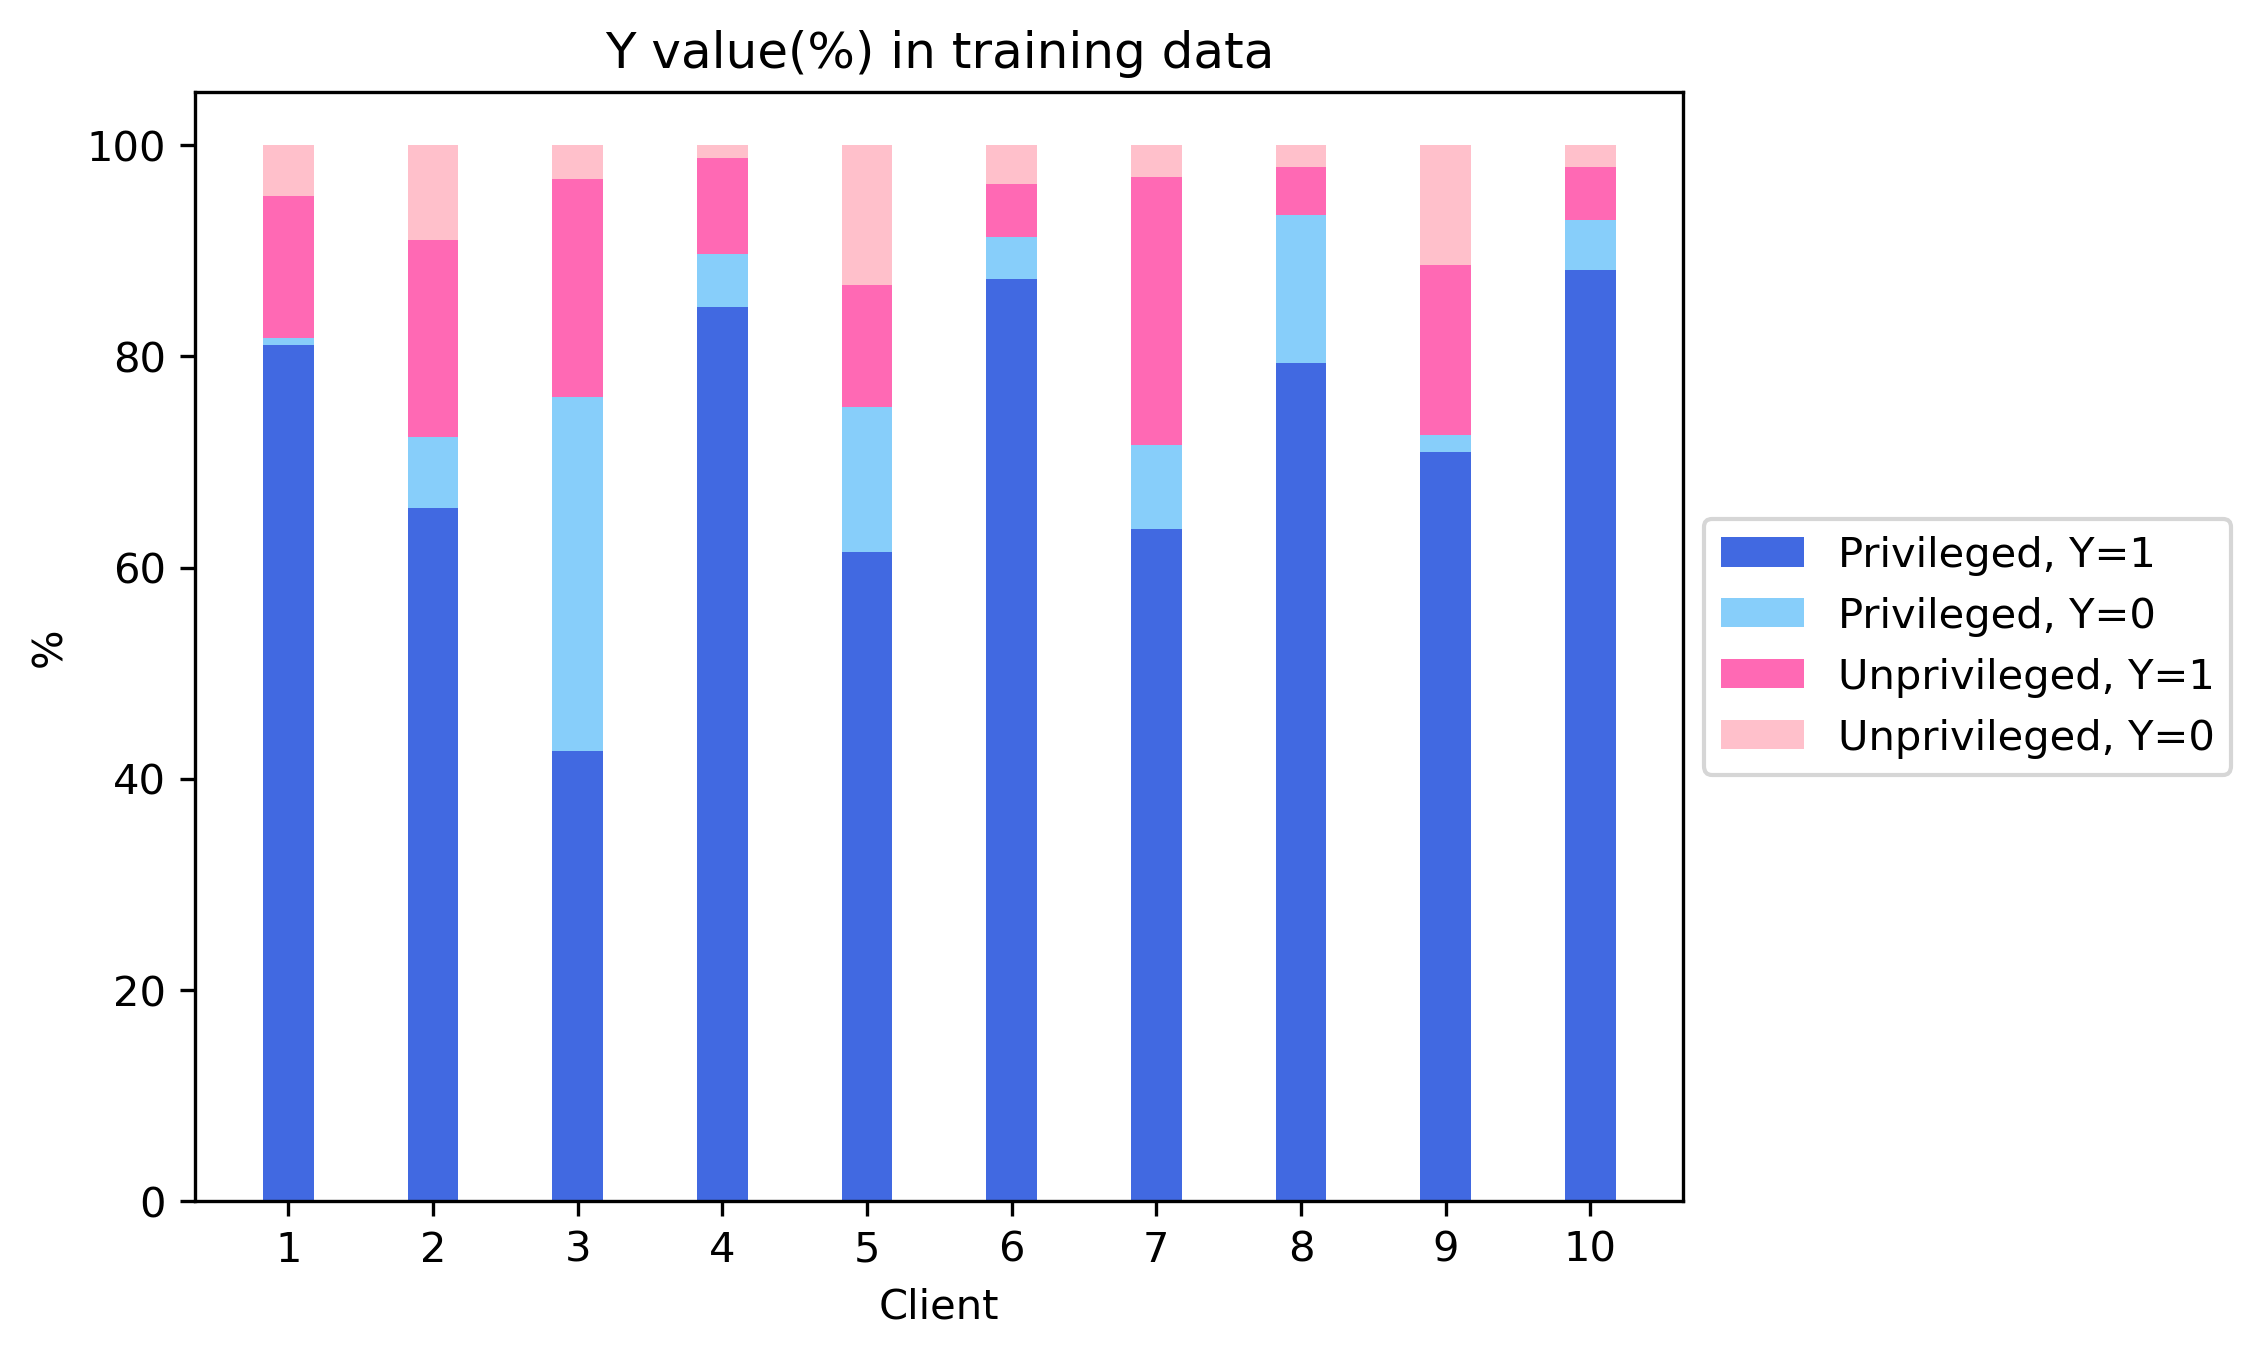 Y value(%) in training data
100
80
60
40
20
0
%
1 2 3 4 5 6 7 8 9 10
Client
Privileged, Y=1
Privileged, Y=0
Unprivileged, Y=1
Unprivileged, Y=0